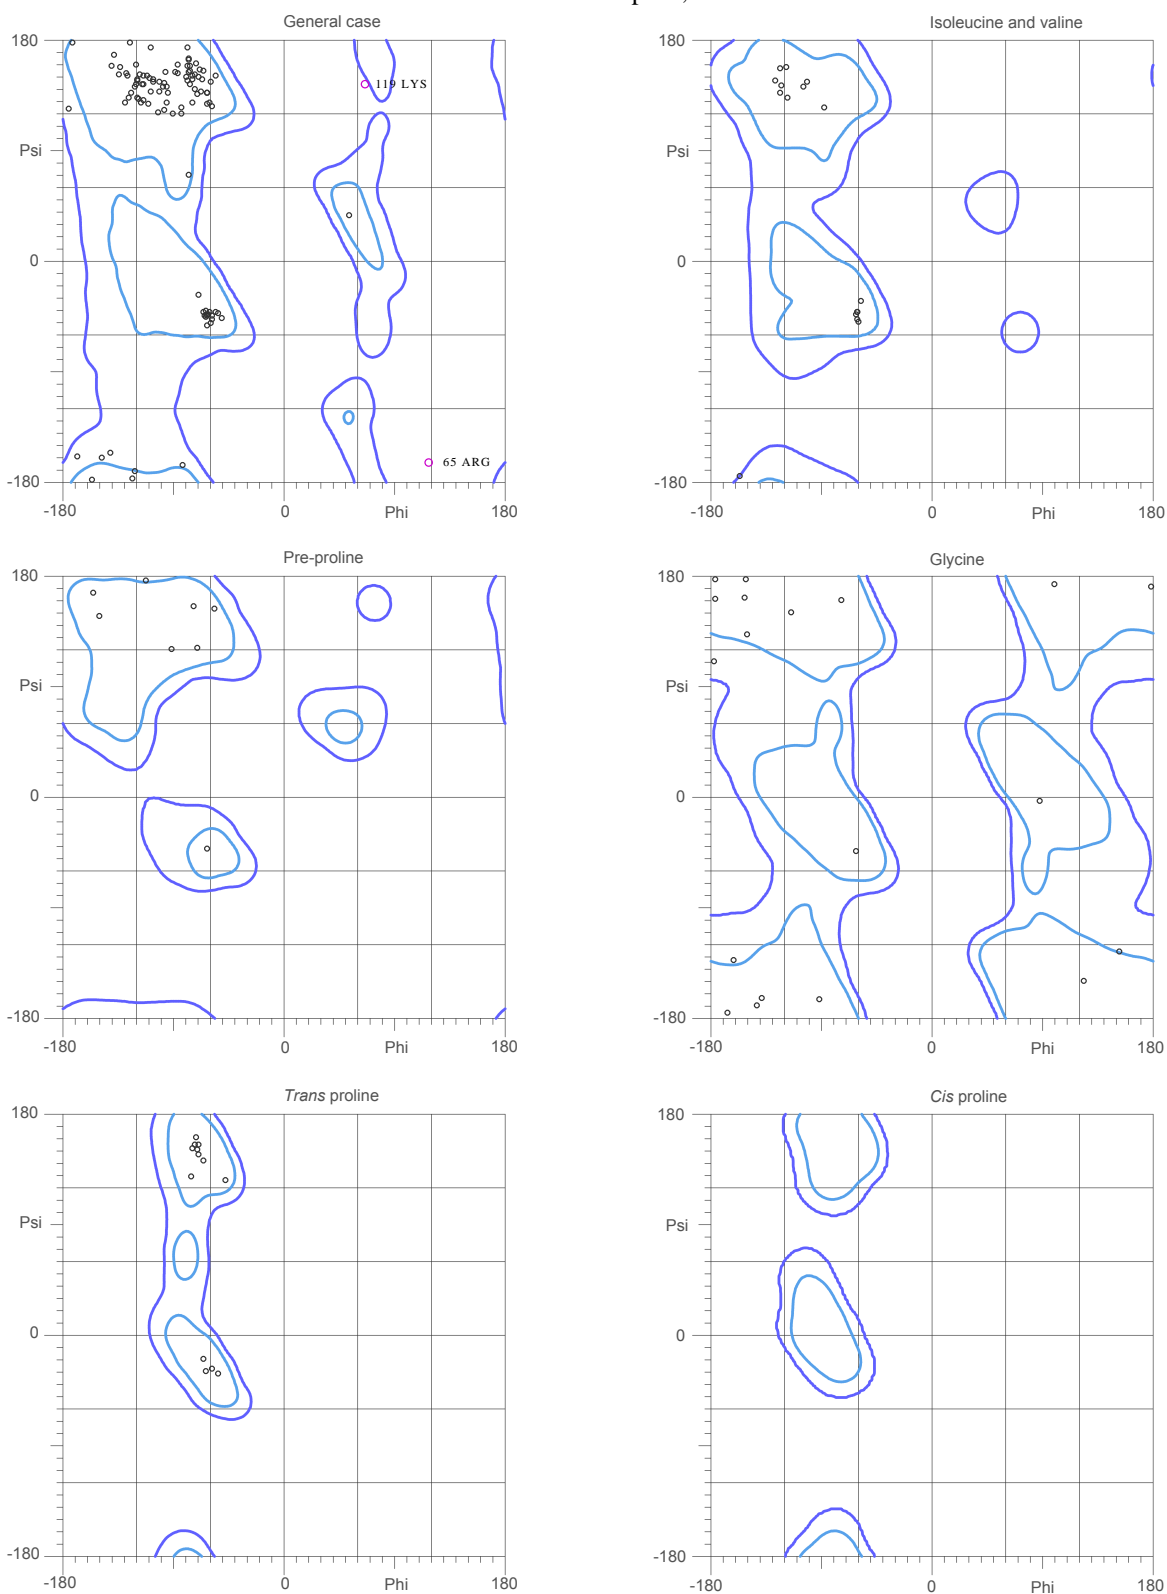 General case
Isoleucine and valine
180
119 LYS
Psi
0
65 ARG
-180
-180 0 Phi 180
180
Psi
0
-180
-180 0 Phi 180
Pre-proline
Glycine
180
Psi
0
-180
-180 0 Phi 180
180
Psi
0
-180
-180 0 Phi 180
Trans proline
Cis proline
180
Psi
0
-180
-180 0 Phi 180
180
Psi
0
-180
-180 0 Phi 180